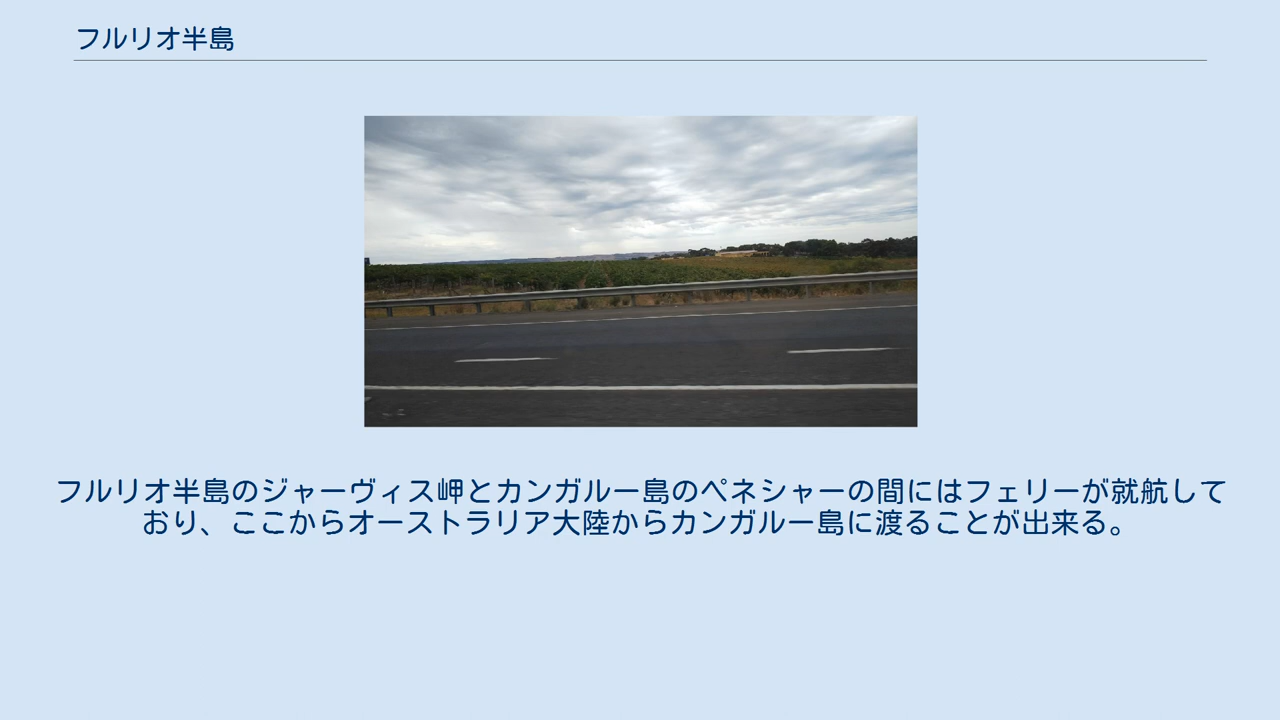 フルリオ半島
フルリオ半島のジャーヴィス岬とカンガルー島のペネシャーの間にはフェリーが就航して
おり、ここからオーストラリア大陸からカンガルー島に渡ることが出来る。